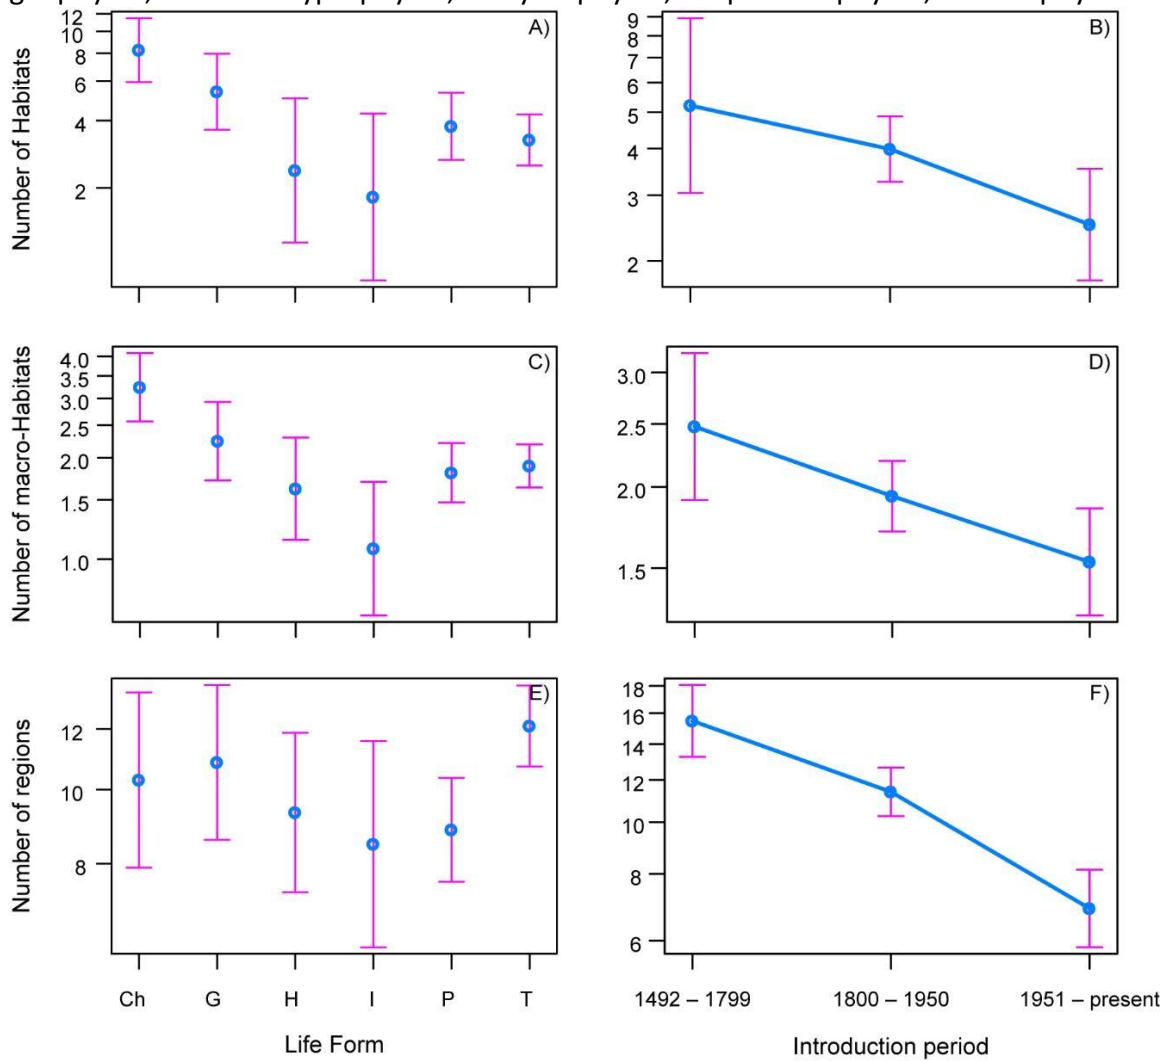 A)
Number of Habitats
12
10
8
6
4
2
B)
9
8
7
6
5
4
3
2
C)
Number of macro-Habitats
4.0
3.5
3.0
2.5
2.0
1.5
1.0
D)
3.0
2.5
2.0
1.5
E)
Number of regions
12
10
8
Ch G H I P T
Life Form
F)
18
16
14
12
10
8
6
1492 – 1799 1800 – 1950 1951 – present
Introduction period